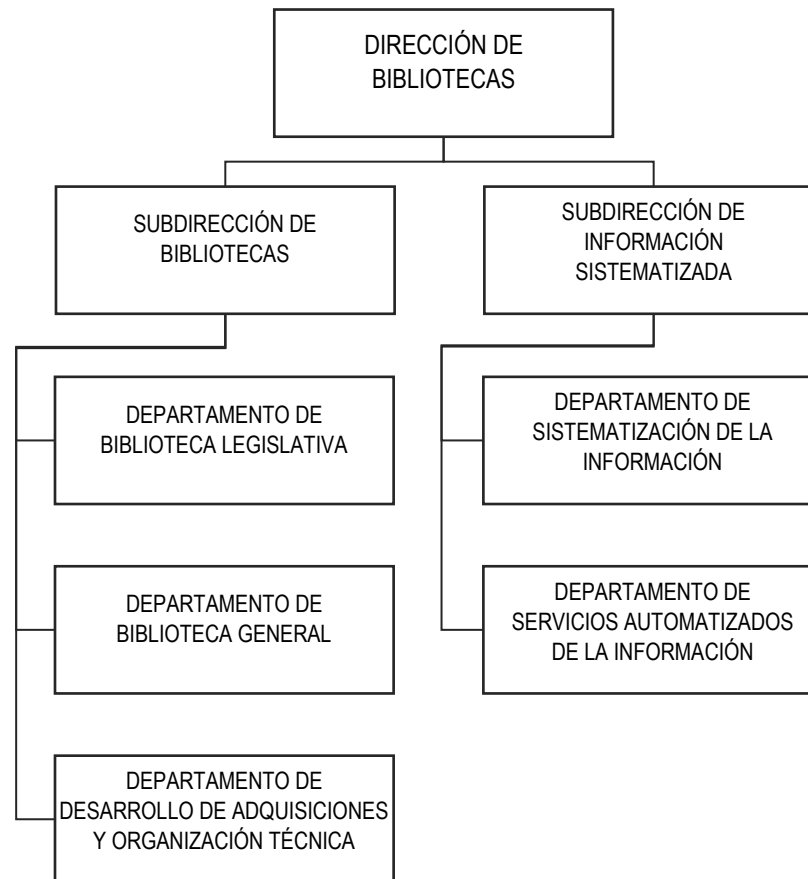 DIRECCIÓN DE
BIBLIOTECAS
SUBDIRECCIÓN DE
BIBLIOTECAS
SUBDIRECCIÓN DE
INFORMACIÓN
SISTEMATIZADA
DEPARTAMENTO DE
BIBLIOTECA LEGISLATIVA
DEPARTAMENTO DE
SISTEMATIZACIÓN DE LA
INFORMACIÓN
DEPARTAMENTO DE
BIBLIOTECA GENERAL
DEPARTAMENTO DE
SERVICIOS AUTOMATIZADOS
DE LA INFORMACIÓN
DEPARTAMENTO DE
DESARROLLO DE ADQUISICIONES
Y ORGANIZACIÓN TÉCNICA